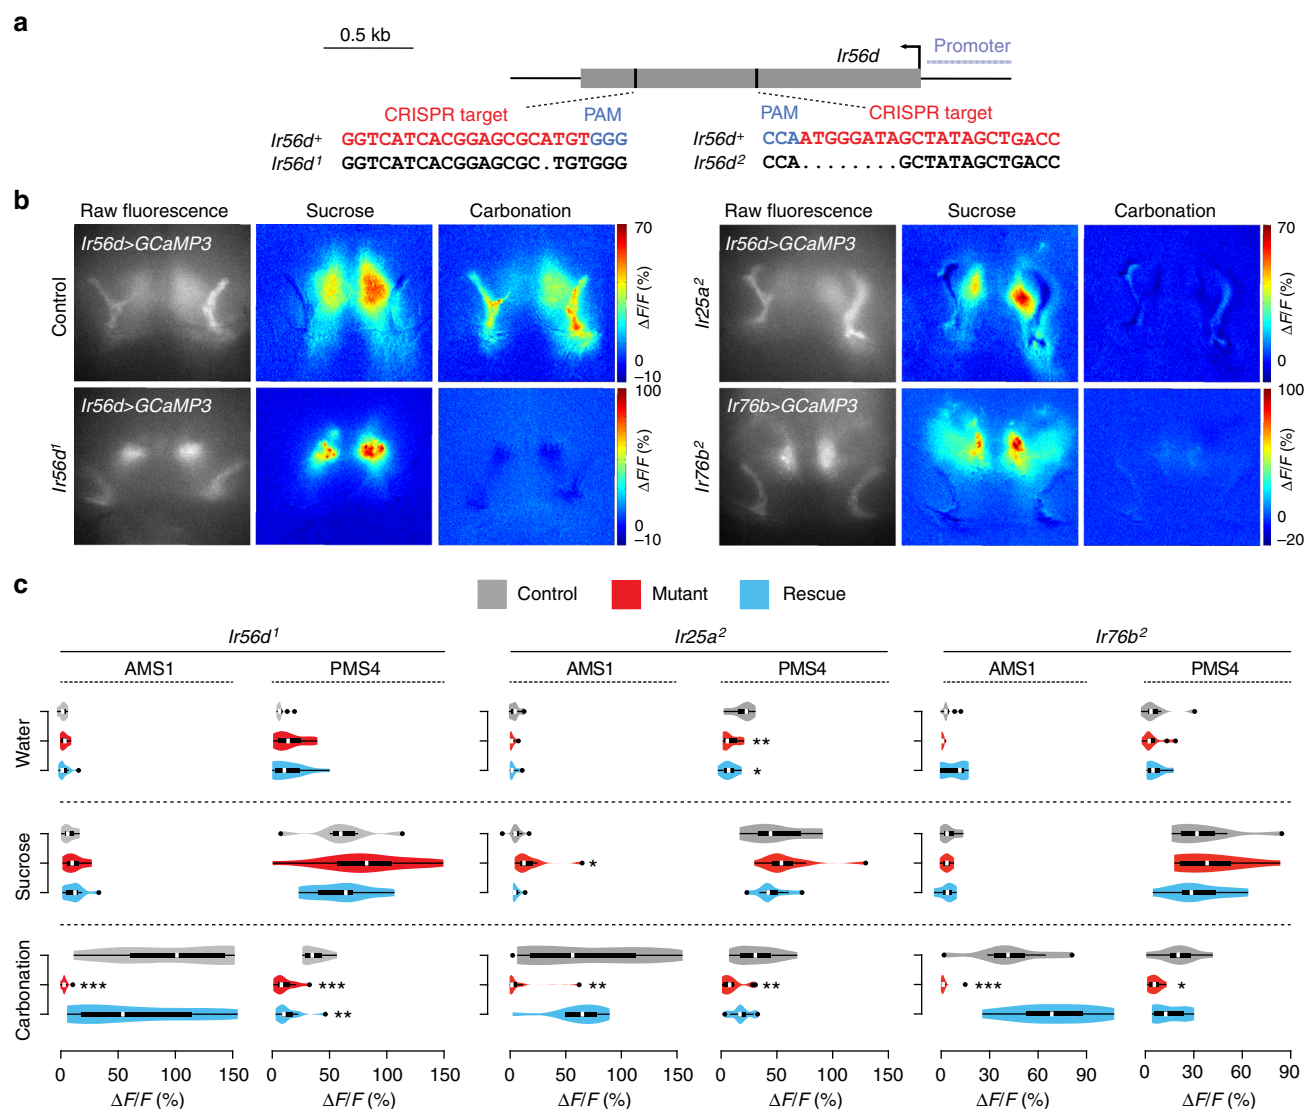 a
0.5 kb
Ir56d
Promoter
CRISPR target PAM
PAM CRISPR target
Ir56d+ GGTCATCACGGAGCGCATGTGGG
Ir56d+ CCAATGGGATAGCTATAGCTGACC
Ir56d1 GGTCATCACGGAGCGC.TGTGGG
Ir56d2 CCA........GCTATAGCTGACC
b
Raw fluorescence Sucrose Carbonation
Raw fluorescence Sucrose Carbonation
Control
Ir56d>GCaMP3
70
ΔF/F (%)
0
–10
Ir25a2
Ir56d>GCaMP3
70
ΔF/F (%)
0
–10
Ir56d1
Ir56d>GCaMP3
100
ΔF/F (%)
0
–10
Ir76b2
Ir76b>GCaMP3
100
ΔF/F (%)
0
–20
c
Control Mutant Rescue
Ir56d1 Ir25a2 Ir76b2
AMS1 PMS4 AMS1 PMS4 AMS1 PMS4
Water
**
*
Sucrose
*
Carbonation
*** *** ** ** *** *
**
0 50 100 150 0 50 100 150 0 50 100 150 0 50 100 150 0 30 60 90 0 30 60 90
ΔF/F (%) ΔF/F (%) ΔF/F (%) ΔF/F (%) ΔF/F (%) ΔF/F (%)